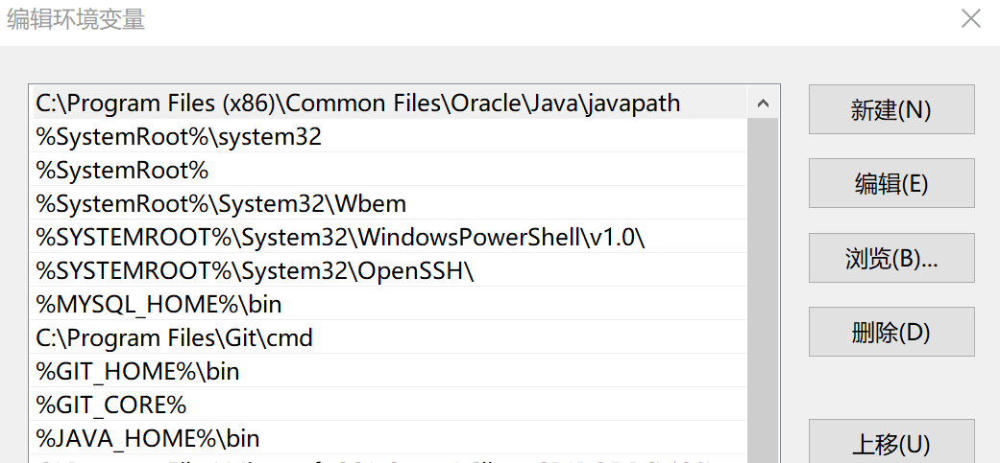 编辑环境变量
C:\Program Files (x86)\Common Files\Oracle\Java\javapath
新建(N)
%SystemRoot%\system32
%SystemRoot%
编辑(E)
%SystemRoot%\System32\Wbem
%SYSTEMROOT%\System32\WindowsPowerShell\v1.0\
浏览(B)...
%SYSTEMROOT%\System32\OpenSSH\
%MYSQL_HOME%\bin
删除(D)
C:\Program Files\Git\cmd
%GIT_HOME%\bin
%GIT_CORE%
%JAVA_HOME%\bin
上移(U)